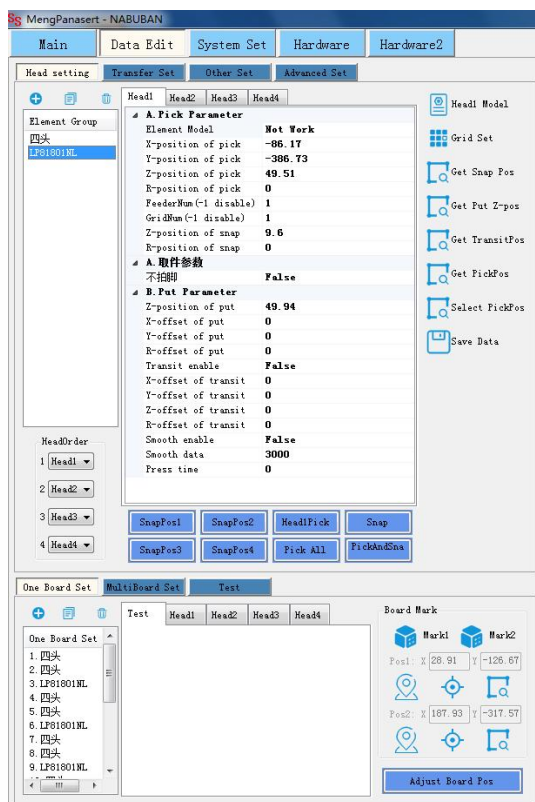 SS MengPanasert - NABUBAN
Main Data Edit System Set Hardware Hardware2
Head setting Transfer Set Other Set Advanced Set
Element Group
四头
LP81801NL
Head1 Head2 Head3 Head4
A.Pick Parameter
Element Model Not Work
X-position of pick -86.17
Y-position of pick -386.73
Z-position of pick 49.51
R-position of pick 0
FeederNum(-1 disable) 1
GridNum(-1 disable) 1
Z-position of snap 9.6
R-position of snap 0
A.取件参数
不拍脚 False
B.Put Parameter
Z-position of put 49.94
X-offset of put 0
Y-offset of put 0
R-offset of put 0
Transit enable False
X-offset of transit 0
Y-offset of transit 0
Z-offset of transit 0
R-offset of transit 0
Smooth enable False
Smooth data 3000
Press time 0
Head1 Model
Grid Set
Get Snap Pos
Get Put Z-pos
Get TransitPos
Get PickPos
Select PickPos
Save Data
HeadOrder
1 Head1
2 Head2
3 Head3
4 Head4
SnapPos1 SnapPos2 Head1Pick Snap
SnapPos3 SnapPos4 Pick All PickAndSna
One Board Set MultiBoard Set Test
One Board Set
1. 四头
2. 四头
3. LP81801NL
4. 四头
5. 四头
6. LP81801NL
7. 四头
8. 四头
9. LP81801NL
Test Head1 Head2 Head3 Head4
Board Mark
Mark1 Mark2
Pos1: X 28.91 Y -126.67
Pos2: X 187.93 Y -317.57
Adjust Board Pos